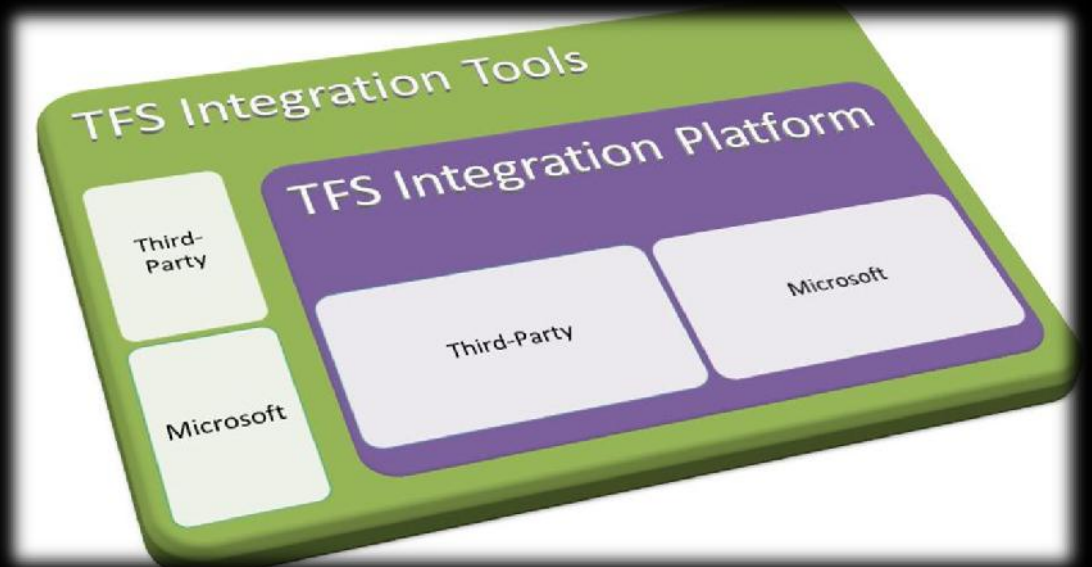 TFS Integration Tools
TFS Integration Platform
Third-
Party
Microsoft
Third-Party
Microsoft